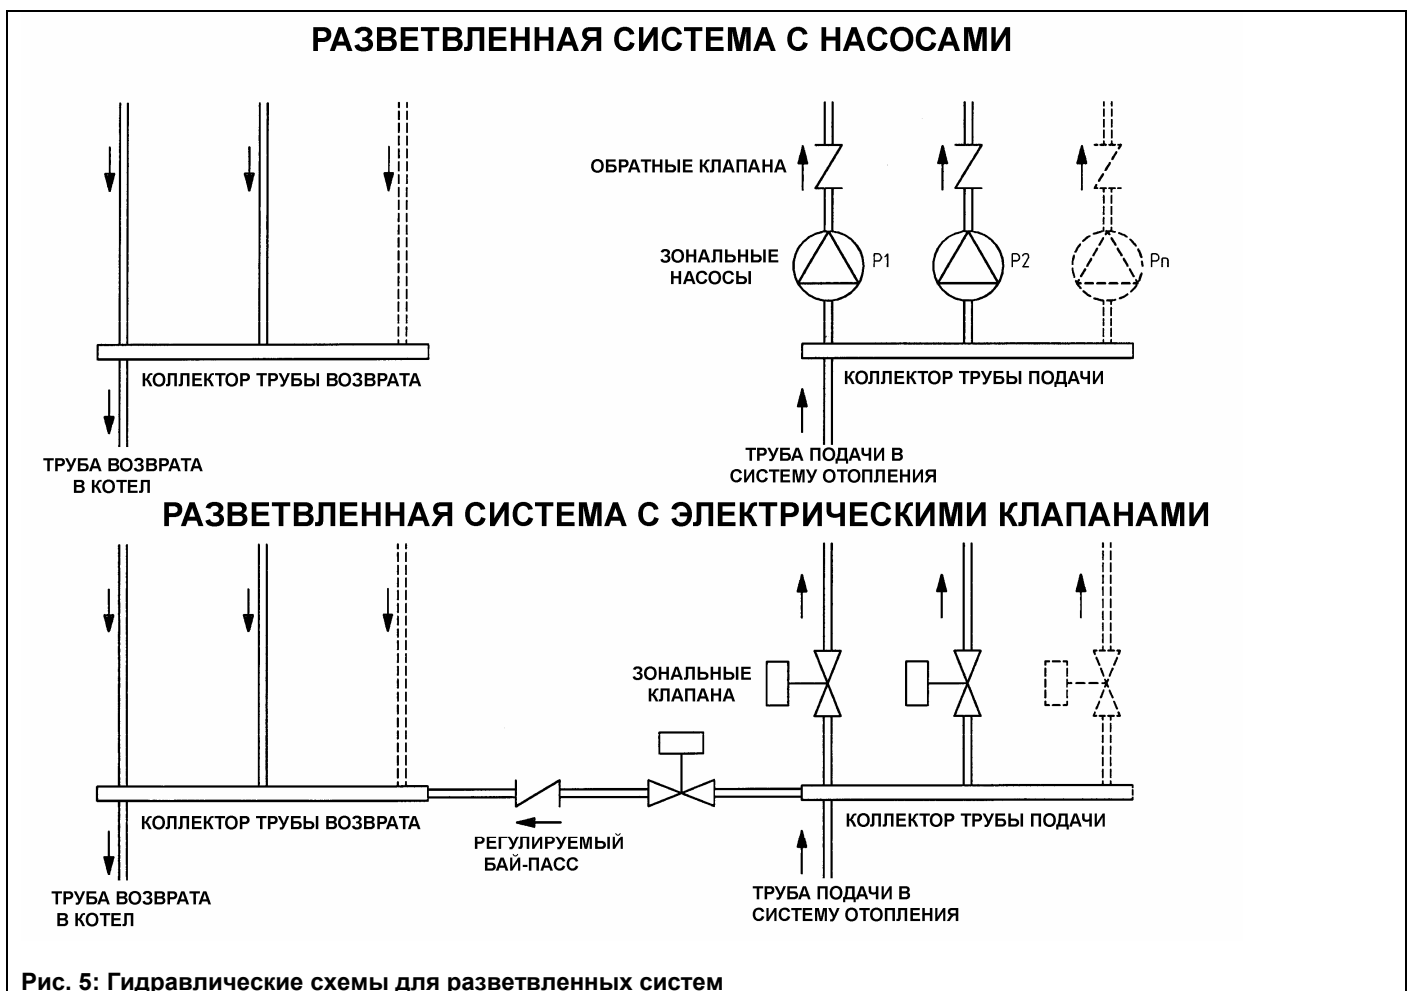 РАЗВЕТВЛЕННАЯ СИСТЕМА С НАСОСАМИ
ОБРАТНЫЕ КЛАПАНА
ЗОНАЛЬНЫЕ
НАСОСЫ
P1
P2
Pn
КОЛЛЕКТОР ТРУБЫ ВОЗВРАТА
КОЛЛЕКТОР ТРУБЫ ПОДАЧИ
ТРУБА ВОЗВРАТА
В КОТЕЛ
ТРУБА ПОДАЧИ В
СИСТЕМУ ОТОПЛЕНИЯ
РАЗВЕТВЛЕННАЯ СИСТЕМА С ЭЛЕКТРИЧЕСКИМИ КЛАПАНАМИ
ЗОНАЛЬНЫЕ
КЛАПАНА
КОЛЛЕКТОР ТРУБЫ ВОЗВРАТА
РЕГУЛИРУЕМЫЙ
БАЙ-ПАСС
КОЛЛЕКТОР ТРУБЫ ПОДАЧИ
ТРУБА ВОЗВРАТА
В КОТЕЛ
ТРУБА ПОДАЧИ В
СИСТЕМУ ОТОПЛЕНИЯ
Рис. 5: Гидравлические схемы для разветвленных систем